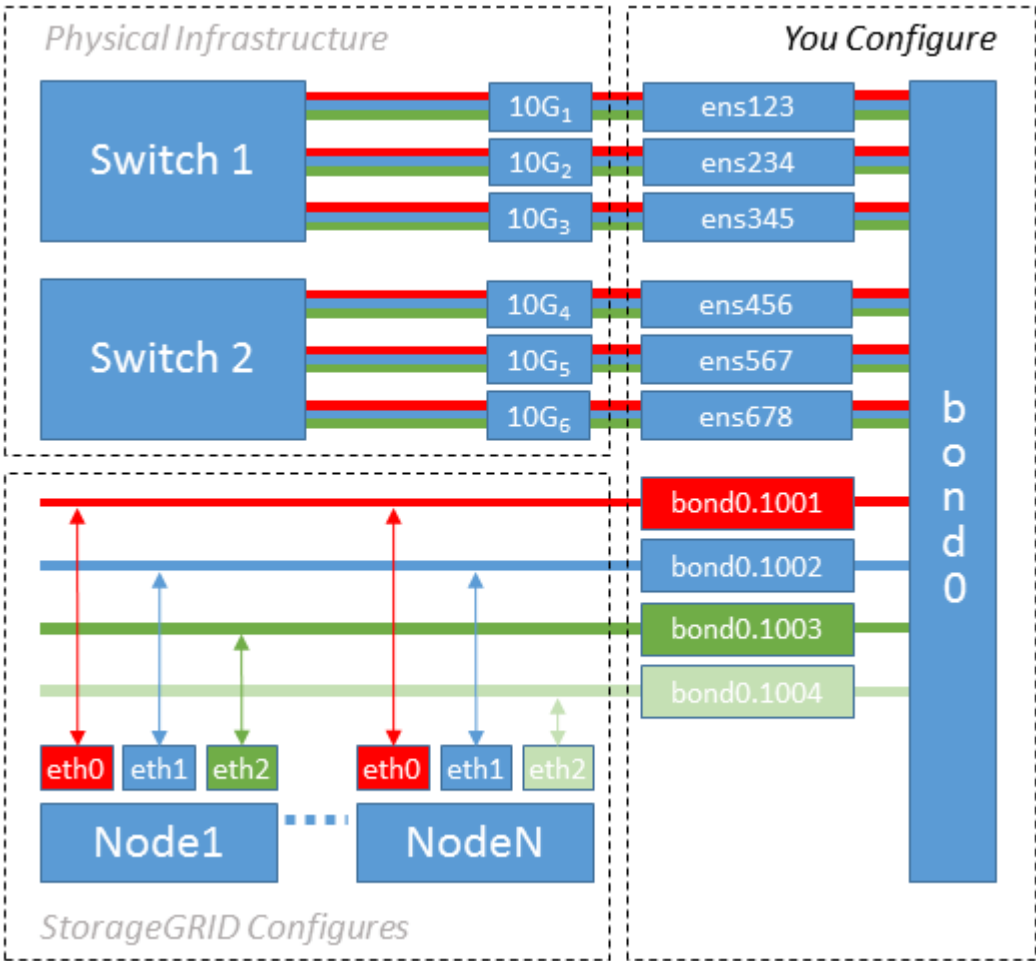 Physical Infrastructure
You Configure
Switch 1
10G₁
ens123
10G₂
ens234
10G₃
ens345
Switch 2
10G₄
ens456
10G₅
ens567
10G₆
ens678
bond0
bond0.1001
bond0.1002
bond0.1003
bond0.1004
eth0 eth1 eth2
eth0 eth1 eth2
Node1
NodeN
StorageGRID Configures